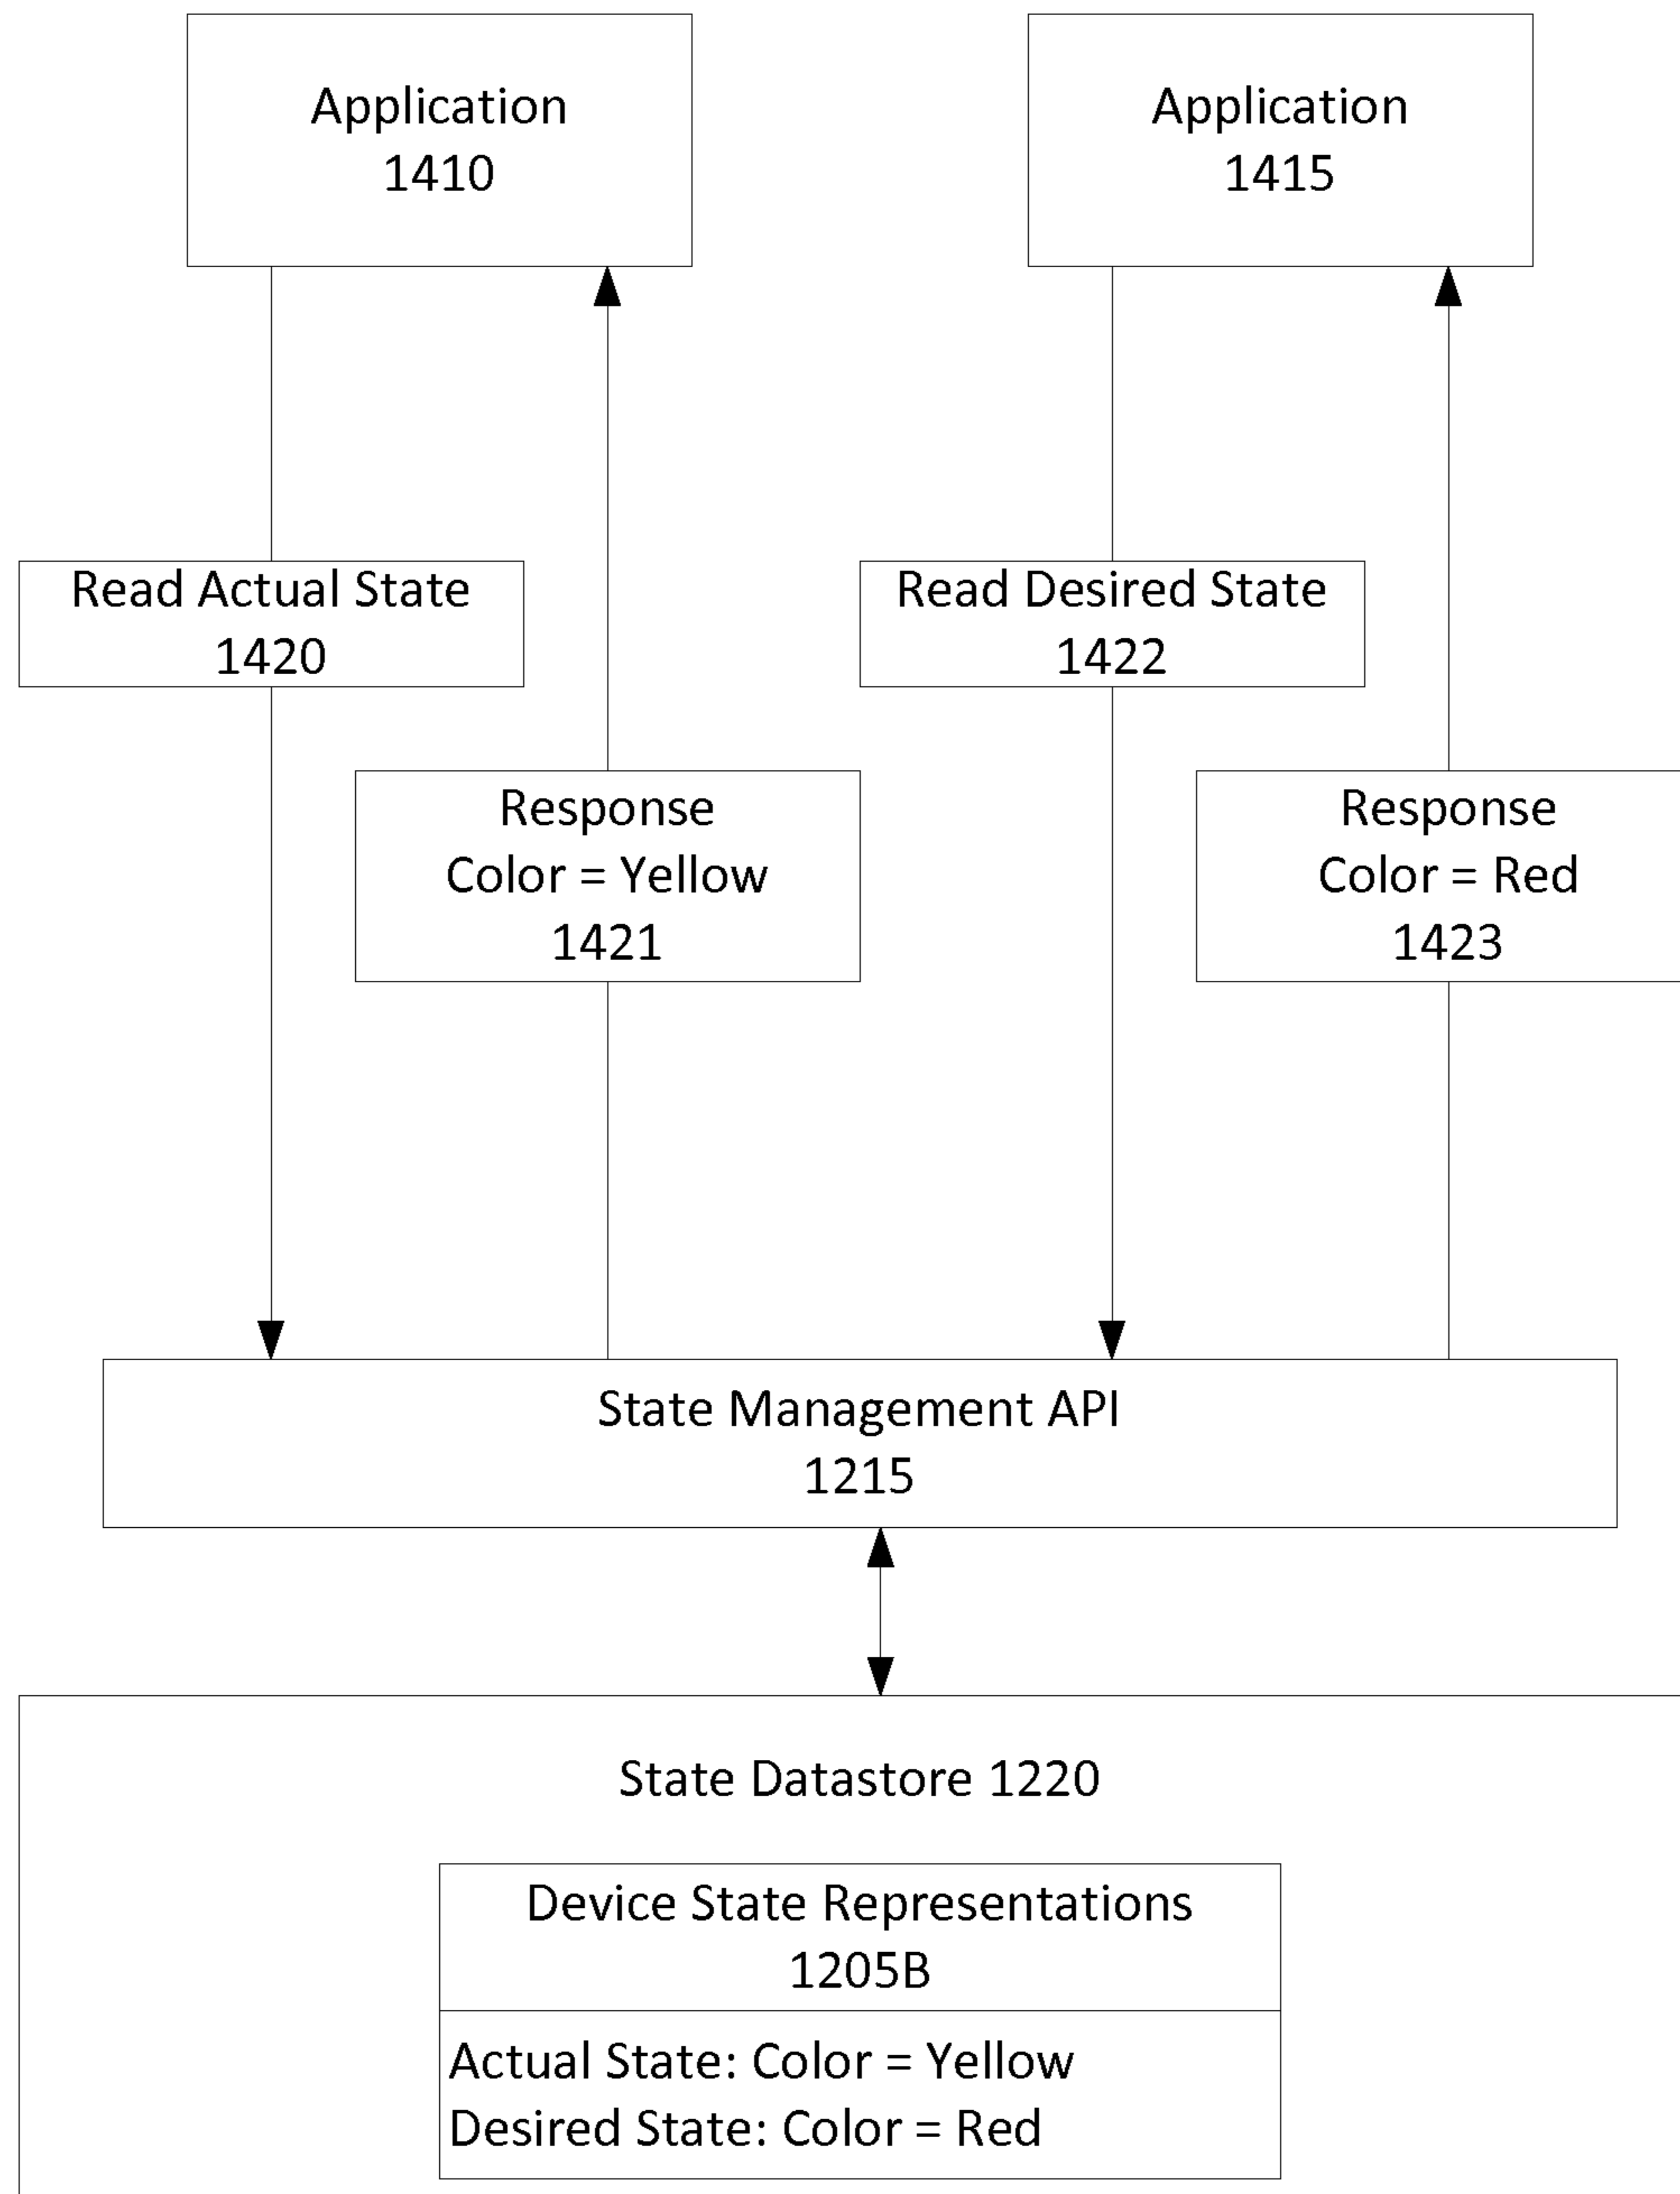 Application
1410
Application
1415
Read Actual State
1420
Read Desired State
1422
Response
Color = Yellow
1421
Response
Color = Red
1423
State Management API
1215
State Datastore 1220
Device State Representations
1205B
Actual State: Color = Yellow
Desired State: Color = Red